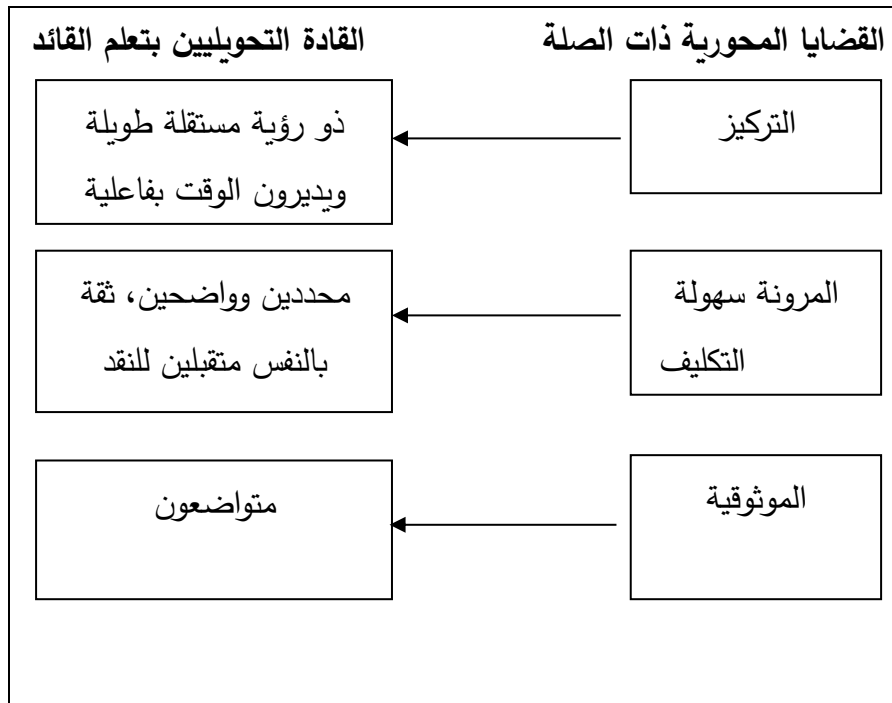 القضايا المحورية ذات الصلة
القادة التحويليين بتعلم القائد
التركيز
ذو رؤية مستقلة طويلة
ويديرون الوقت بفاعلية
المرونة سهولة
التكليف
محددين وواضحين، ثقة
بالنفس متقبلين للنقد
الموثوقية
متواضعون